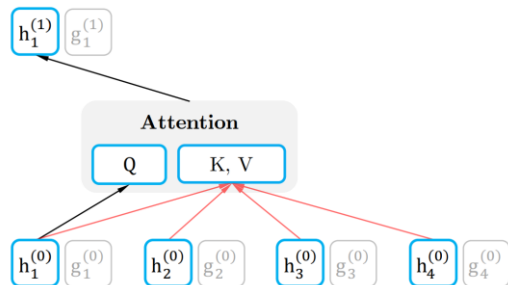 h₁⁽¹⁾ g₁⁽¹⁾
Attention
Q K, V
h₁⁽⁰⁾ g₁⁽⁰⁾ h₂⁽⁰⁾ g₂⁽⁰⁾ h₃⁽⁰⁾ g₃⁽⁰⁾ h₄⁽⁰⁾ g₄⁽⁰⁾